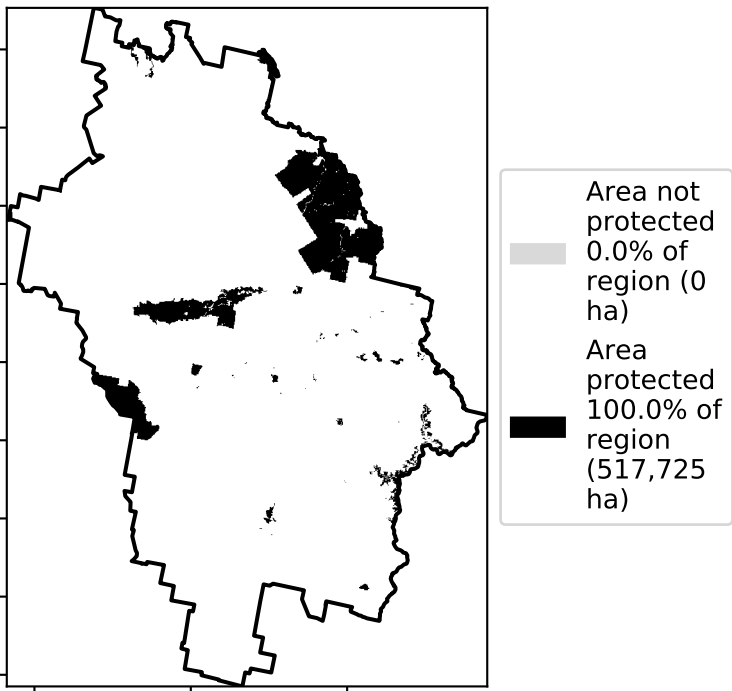 Area not
protected
0.0% of
region (0
ha)
Area
protected
100.0% of
region
(517,725
ha)